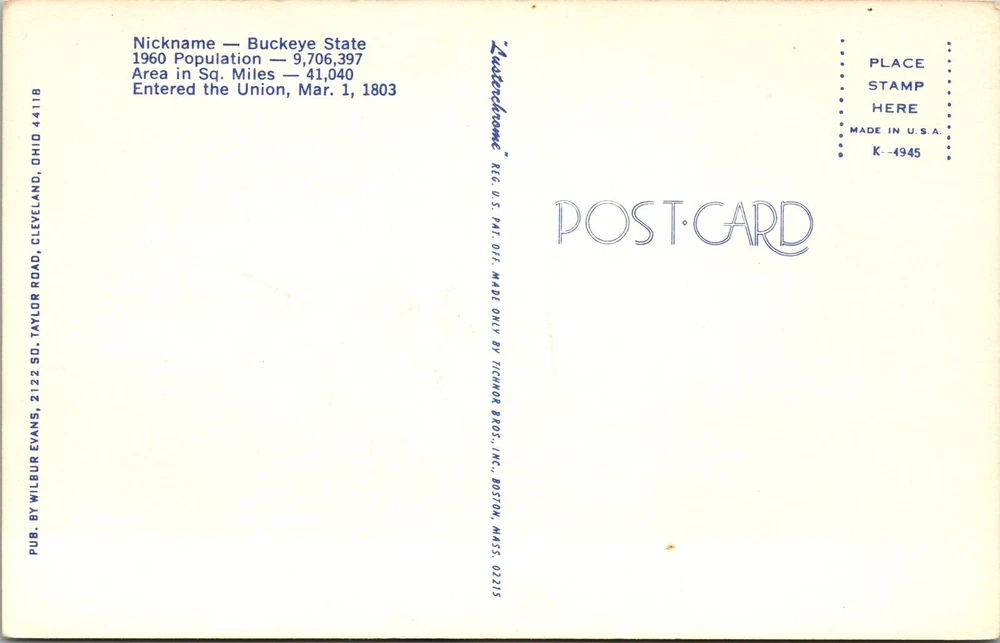 Nickname — Buckeye State
1960 Population — 9,706,397
Area in Sq. Miles — 41,040
Entered the Union, Mar. 1, 1803
PUB. BY WILBUR EVANS, 2122 SO. TAYLOR ROAD, CLEVELAND, OHIO 44118
"Lusterchrome" REG. U.S. PAT. OFF. MADE ONLY BY TICHNOR BROS., INC., BOSTON, MASS. 02215
PLACE
STAMP
HERE
MADE IN U.S.A.
K--4945
POST·CARD